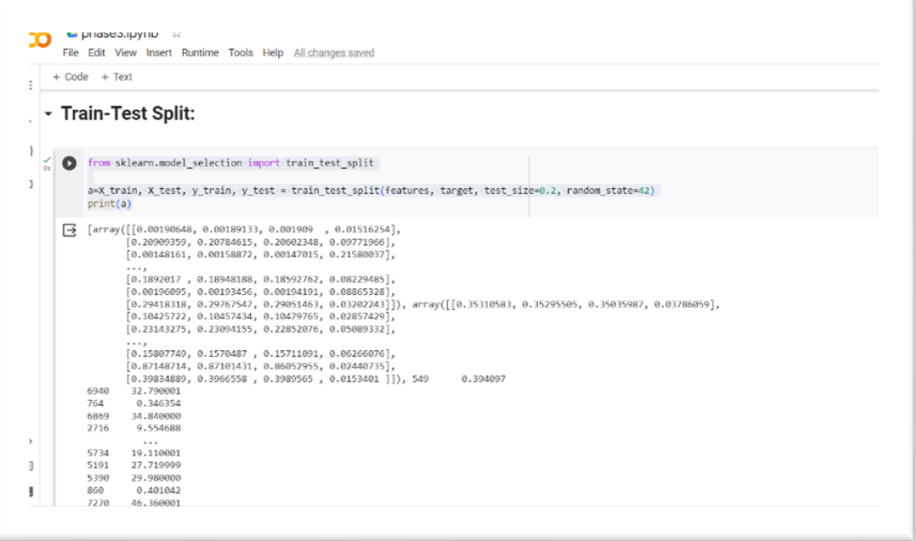 phase3.ipynb
File Edit View Insert Runtime Tools Help All changes saved
+ Code + Text
Train-Test Split:
from sklearn.model_selection import train_test_split
a=X_train, X_test, y_train, y_test = train_test_split(features, target, test_size=0.2, random_state=42)
print(a)
0s
[array([[0.00190648, 0.00189133, 0.001909 , 0.01516254],
[0.20909359, 0.20784615, 0.20602348, 0.09771966],
[0.00148161, 0.00158872, 0.00147015, 0.21580037],
...,
[0.1892017 , 0.18948188, 0.18592762, 0.08229485],
[0.00196095, 0.00193456, 0.00194191, 0.08865328],
[0.29418318, 0.29767547, 0.29051463, 0.03202243]]), array([[0.35310583, 0.35295505, 0.35035987, 0.03786059],
[0.10425722, 0.10457434, 0.10479765, 0.02857429],
[0.23143275, 0.23094155, 0.22852076, 0.05089332],
...,
[0.15807749, 0.1570487 , 0.15711091, 0.06266076],
[0.87148714, 0.87101431, 0.86052955, 0.02440735],
[0.39834889, 0.3966558 , 0.3989565 , 0.0153401 ]]), 549 0.394097
6940 32.790001
764 0.346354
6869 34.840000
2716 9.554688
...
5734 19.110001
5191 27.719999
5390 29.980000
860 0.401042
7270 46.360001